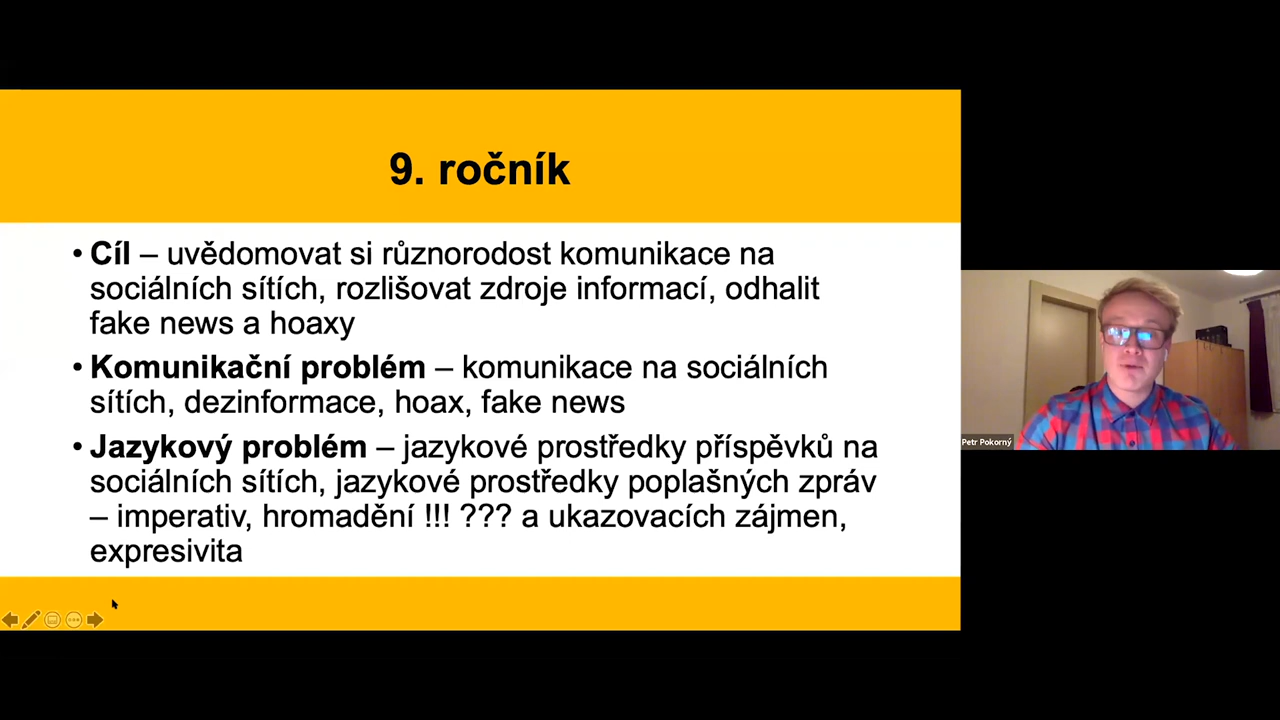 9. ročník
• Cíl – uvědomovat si různorodost komunikace na
sociálních sítích, rozlišovat zdroje informací, odhalit
fake news a hoaxy
• Komunikační problém – komunikace na sociálních
sítích, dezinformace, hoax, fake news
• Jazykový problém – jazykové prostředky příspěvků na
sociálních sítích, jazykové prostředky poplašných zpráv
– imperativ, hromadění !!! ??? a ukazovacích zájmen,
expresivita
Petr Pokorný